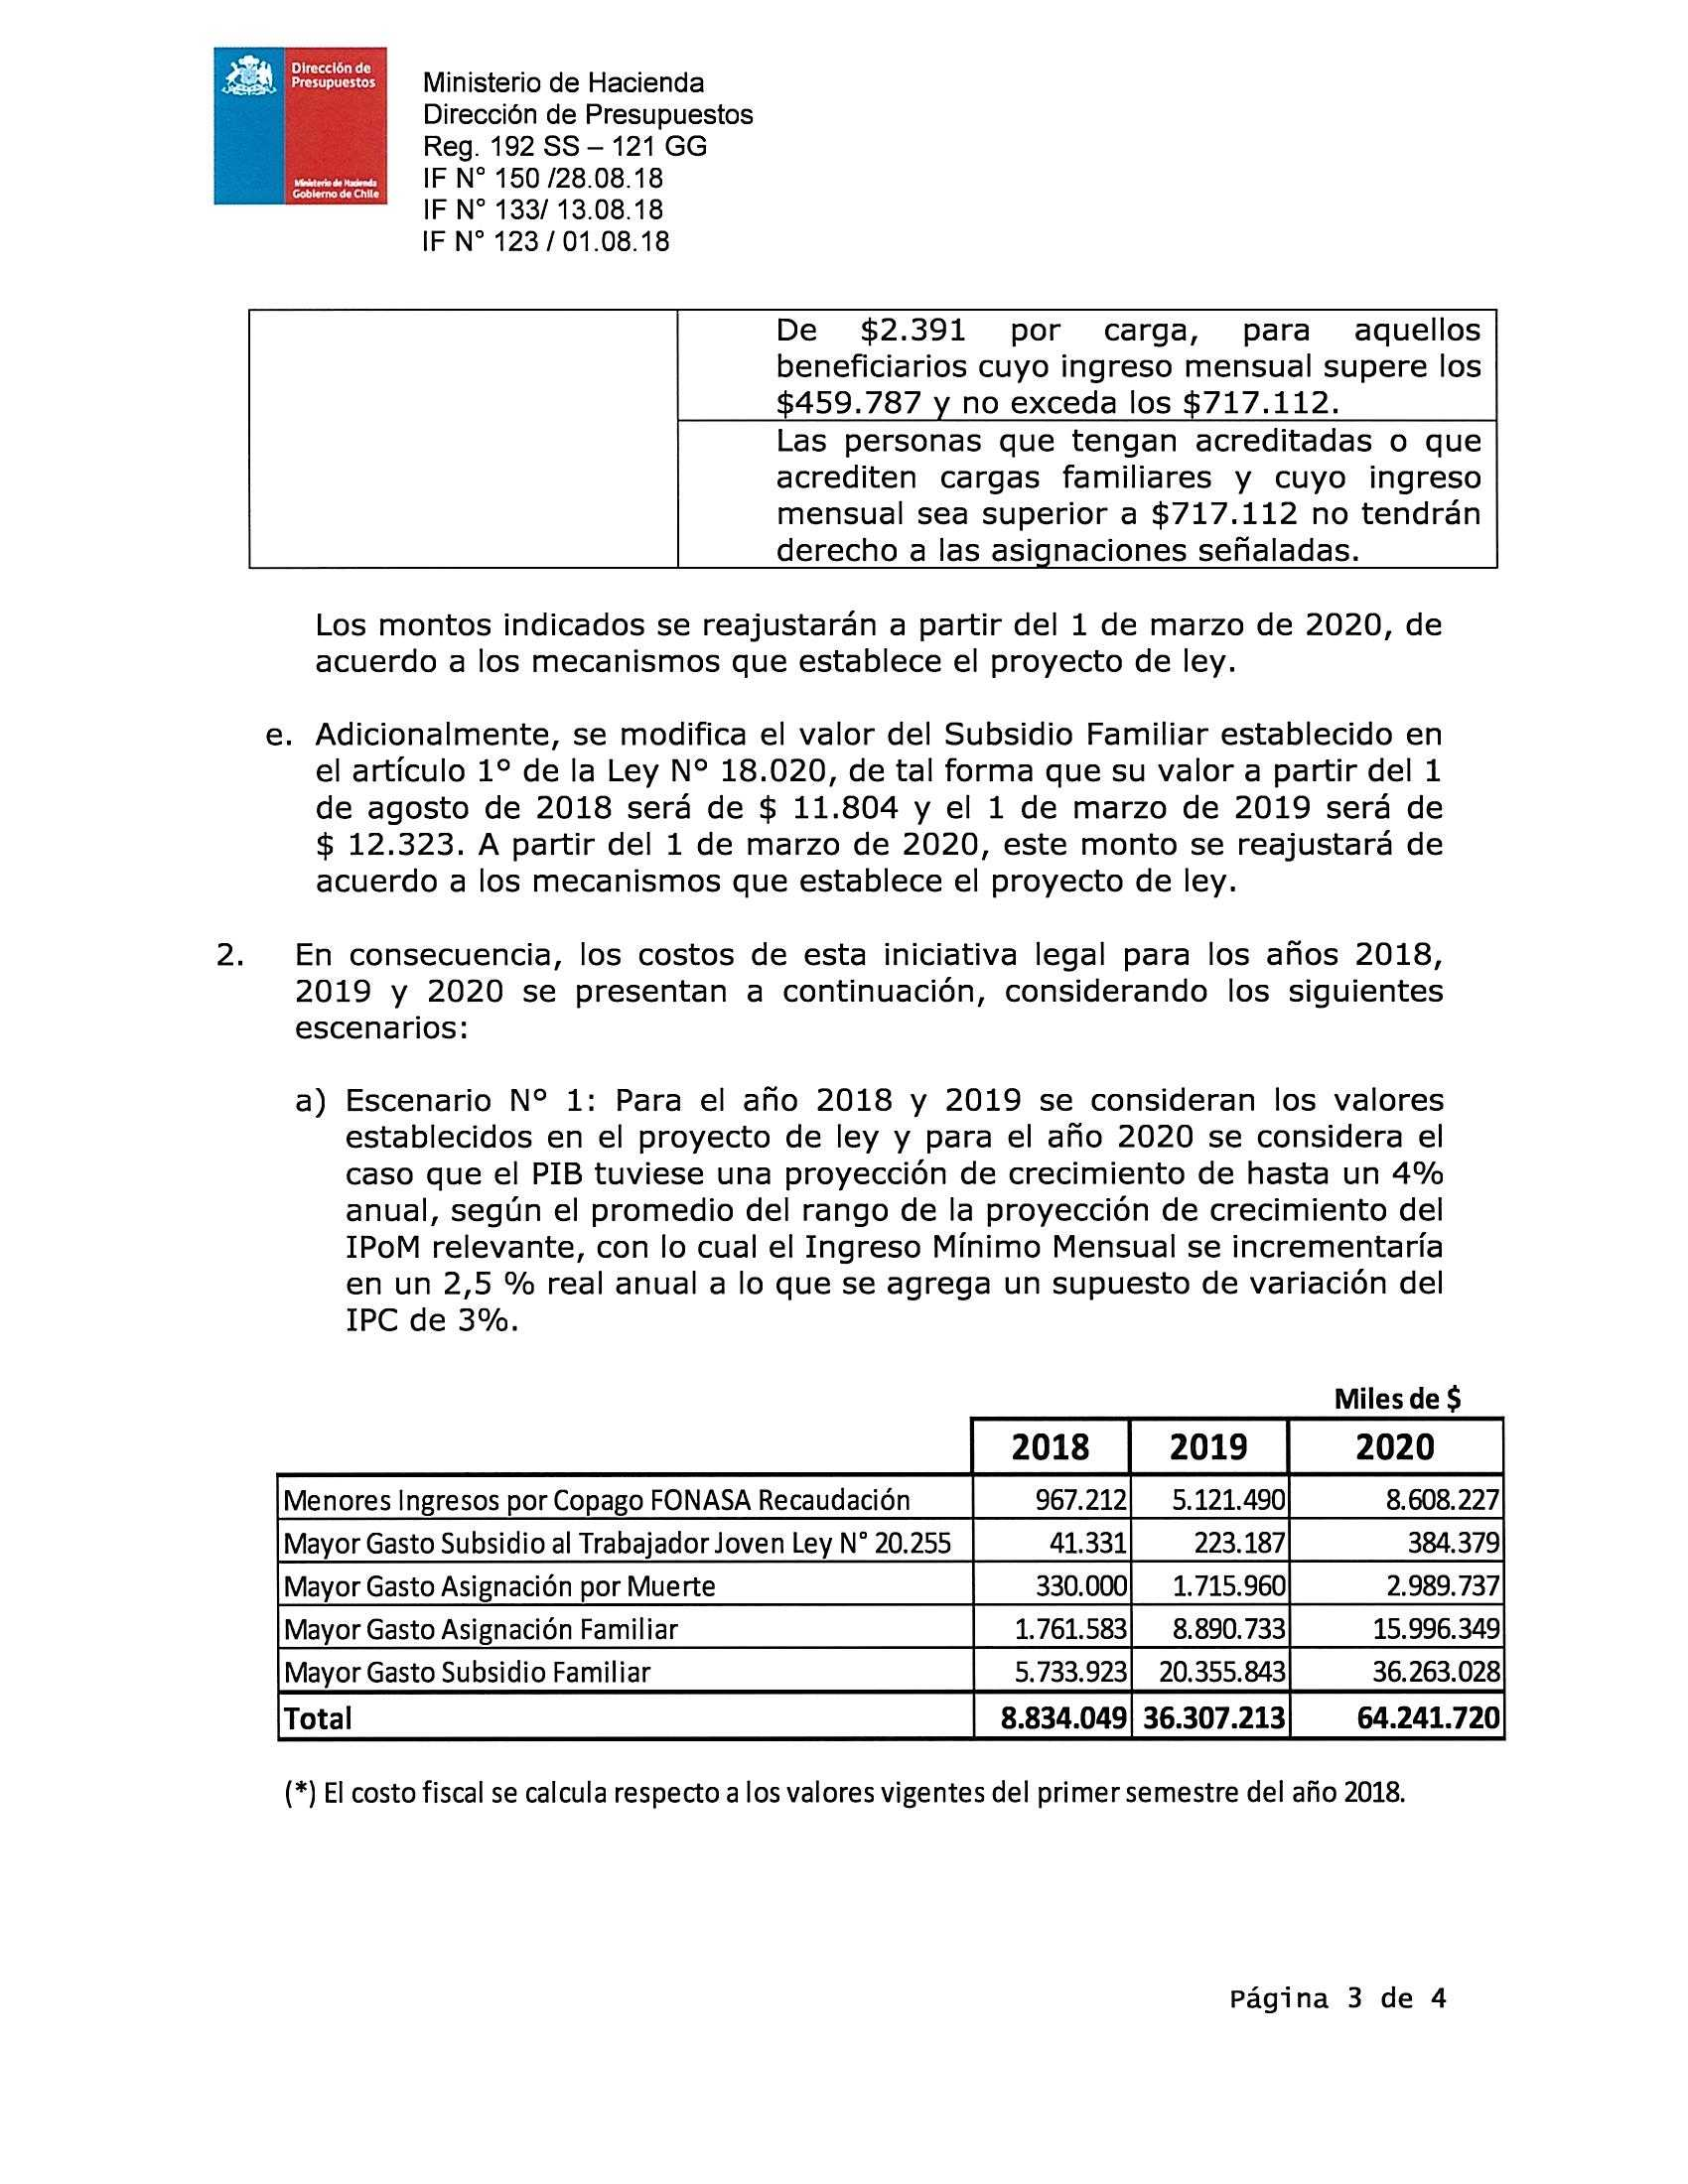 Dirección de
Presupuestos
Ministerio de Hacienda
Gobierno de Chile
Ministerio de Hacienda
Dirección de Presupuestos
Reg. 192 SS – 121 GG
IF N° 150 /28.08.18
IF N° 133/ 13.08.18
IF N° 123 / 01.08.18
De $2.391 por carga, para aquellos
beneficiarios cuyo ingreso mensual supere los
$459.787 y no exceda los $717.112.
Las personas que tengan acreditadas o que
acrediten cargas familiares y cuyo ingreso
mensual sea superior a $717.112 no tendrán
derecho a las asignaciones señaladas.
Los montos indicados se reajustarán a partir del 1 de marzo de 2020, de
acuerdo a los mecanismos que establece el proyecto de ley.
e. Adicionalmente, se modifica el valor del Subsidio Familiar establecido en
el artículo 1º de la Ley Nº 18.020, de tal forma que su valor a partir del 1
de agosto de 2018 será de $ 11.804 y el 1 de marzo de 2019 será de
$ 12.323. A partir del 1 de marzo de 2020, este monto se reajustará de
acuerdo a los mecanismos que establece el proyecto de ley.
2. En consecuencia, los costos de esta iniciativa legal para los años 2018,
2019 y 2020 se presentan a continuación, considerando los siguientes
escenarios:
a) Escenario Nº 1: Para el año 2018 y 2019 se consideran los valores
establecidos en el proyecto de ley y para el año 2020 se considera el
caso que el PIB tuviese una proyección de crecimiento de hasta un 4%
anual, según el promedio del rango de la proyección de crecimiento del
IPoM relevante, con lo cual el Ingreso Mínimo Mensual se incrementaría
en un 2,5 % real anual a lo que se agrega un supuesto de variación del
IPC de 3%.
Miles de $
2018 2019 2020
Menores Ingresos por Copago FONASA Recaudación 967.212 5.121.490 8.608.227
Mayor Gasto Subsidio al Trabajador Joven Ley N° 20.255 41.331 223.187 384.379
Mayor Gasto Asignación por Muerte 330.000 1.715.960 2.989.737
Mayor Gasto Asignación Familiar 1.761.583 8.890.733 15.996.349
Mayor Gasto Subsidio Familiar 5.733.923 20.355.843 36.263.028
Total 8.834.049 36.307.213 64.241.720
(*) El costo fiscal se calcula respecto a los valores vigentes del primer semestre del año 2018.
Página 3 de 4